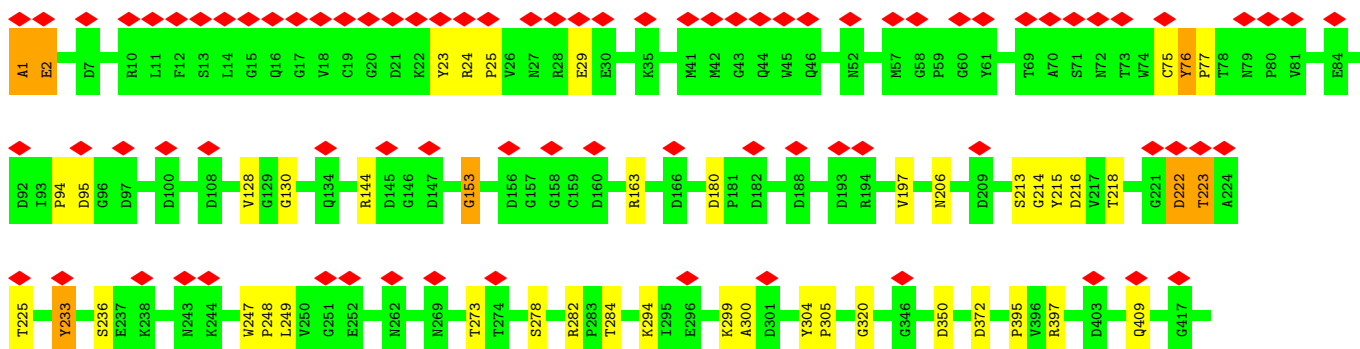 A1 E2 D7 R10 L11 F12 S13 L14 G15 Q16 G17 V18 C19 G20 D21 K22 Y23 R24 P25 V26 N27 R28 E29 E30 K35 M41 M42 G43 Q44 W45 Q46 N52 M57 G58 P59 G60 Y61 T69 A70 S71 N72 T73 W74 C75 Y76 P77 T78 N79 P80 V81 E84
D92 I93 P94 D95 G96 D97 D100 D108 V128 G129 G130 Q134 R144 D145 G146 D147 G153 D156 G157 G158 C159 D160 R163 D166 D180 P181 D182 D188 D193 R194 V197 N206 D209 S213 G214 Y215 D216 V217 T218 G221 D222 T223 A224
T225 Y233 S236 E237 K238 N243 K244 W247 P248 L249 V250 G251 E252 N262 N269 T273 T274 S278 R282 P283 T284 K294 I295 E296 K299 A300 D301 Y304 P305 G320 G346 D350 D372 P395 V396 R397 D403 Q409 G417